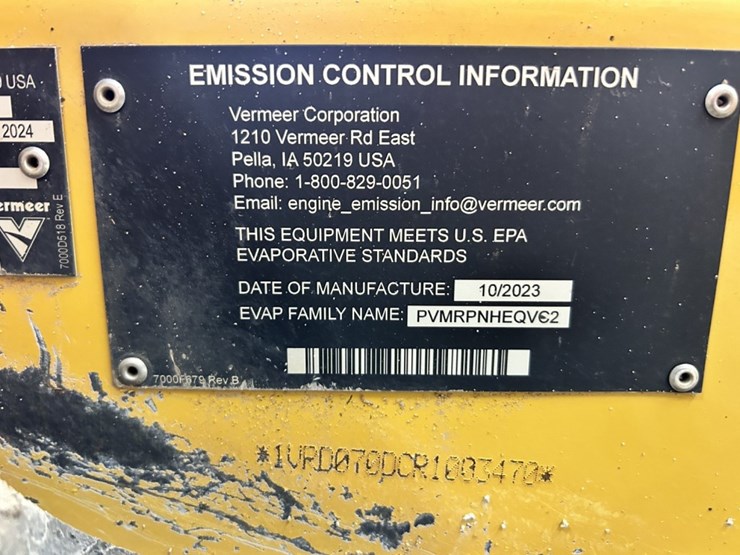 USA
2024
ermeer
7000D518 Rev E
EMISSION CONTROL INFORMATION
Vermeer Corporation
1210 Vermeer Rd East
Pella, IA 50219 USA
Phone: 1-800-829-0051
Email: engine_emission_info@vermeer.com
THIS EQUIPMENT MEETS U.S. EPA
EVAPORATIVE STANDARDS
DATE OF MANUFACTURE: 10/2023
EVAP FAMILY NAME: PVMRPNHEQVC2
7000F679 Rev B
*1VRD070DCR1003470*